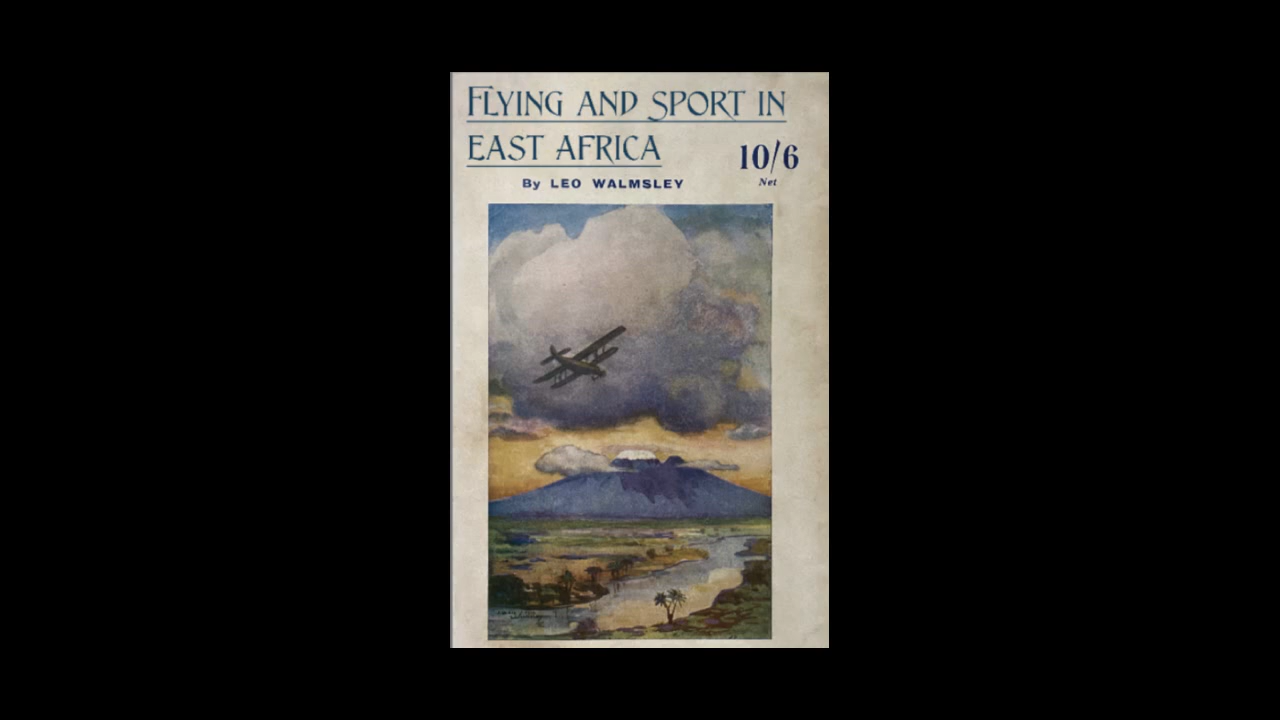 FLYING AND SPORT IN
EAST AFRICA
10/6
Net
By LEO WALMSLEY